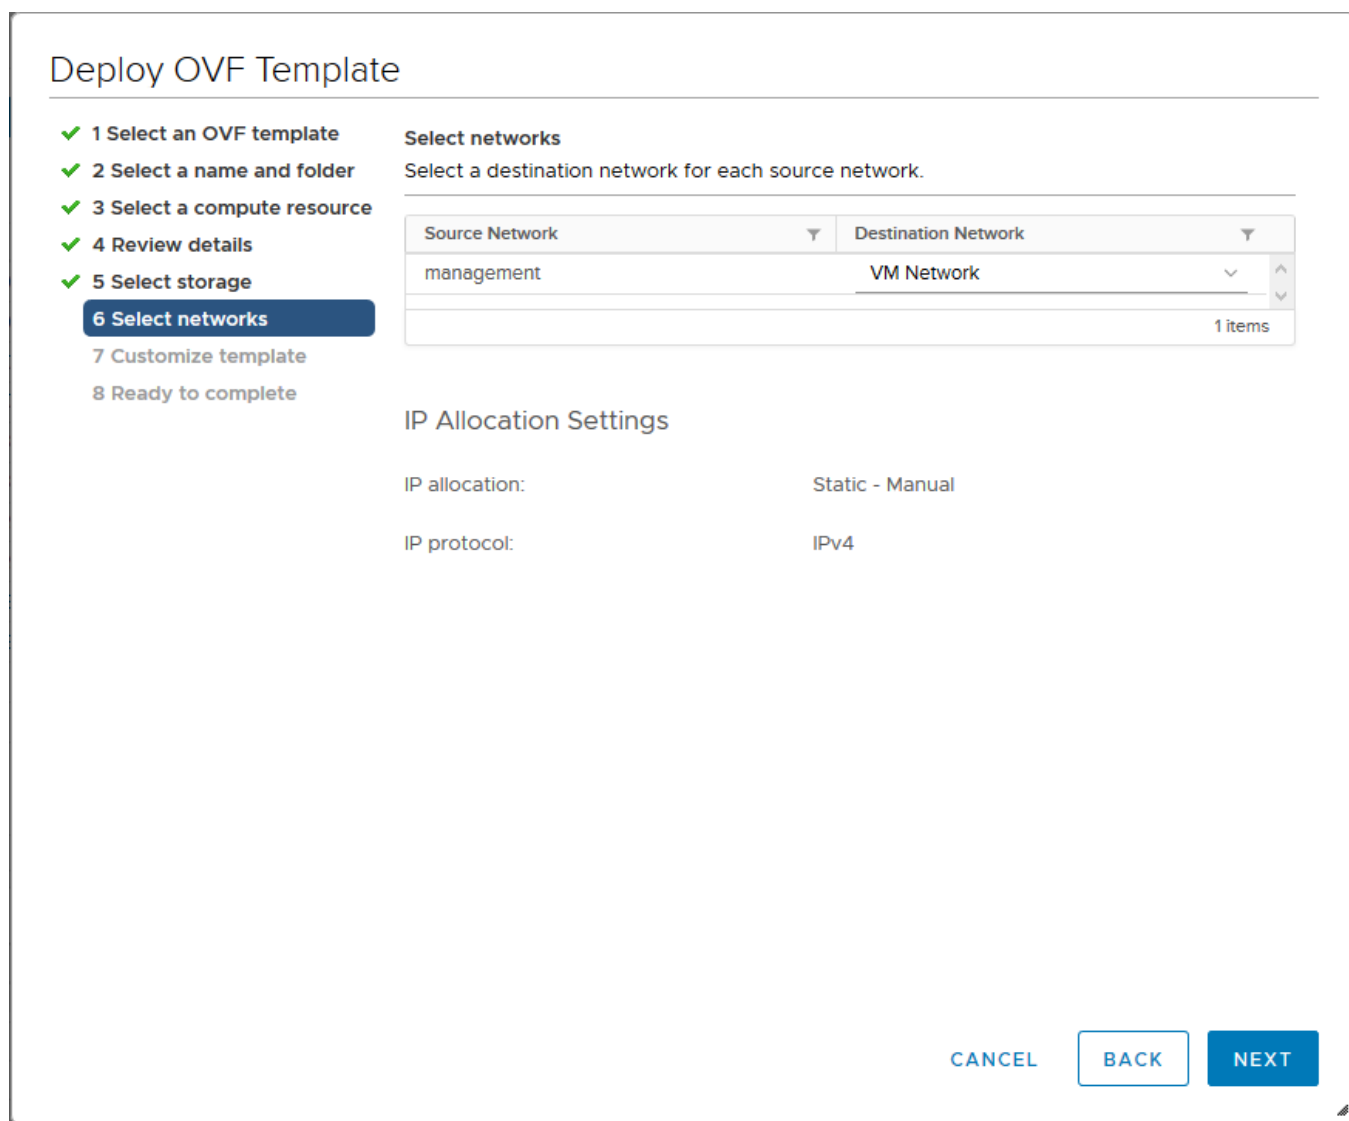 Deploy OVF Template
1 Select an OVF template
2 Select a name and folder
3 Select a compute resource
4 Review details
5 Select storage
6 Select networks
7 Customize template
8 Ready to complete
Select networks
Select a destination network for each source network.
Source Network Destination Network
management VM Network
1 items
IP Allocation Settings
IP allocation: Static - Manual
IP protocol: IPv4
CANCEL BACK NEXT